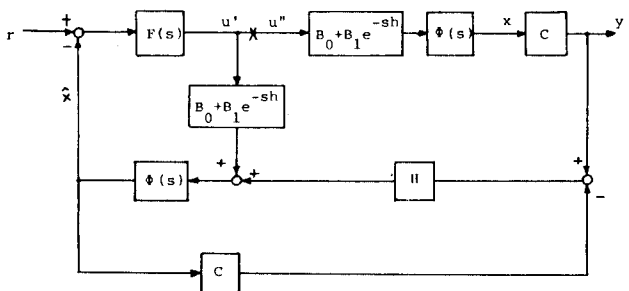 r
+
-
F(s)
u'
u"
B₀+B₁e⁻ˢʰ
Φ(s)
x
C
y
x̂
B₀+B₁e⁻ˢʰ
+
+
Φ(s)
H
+
-
C